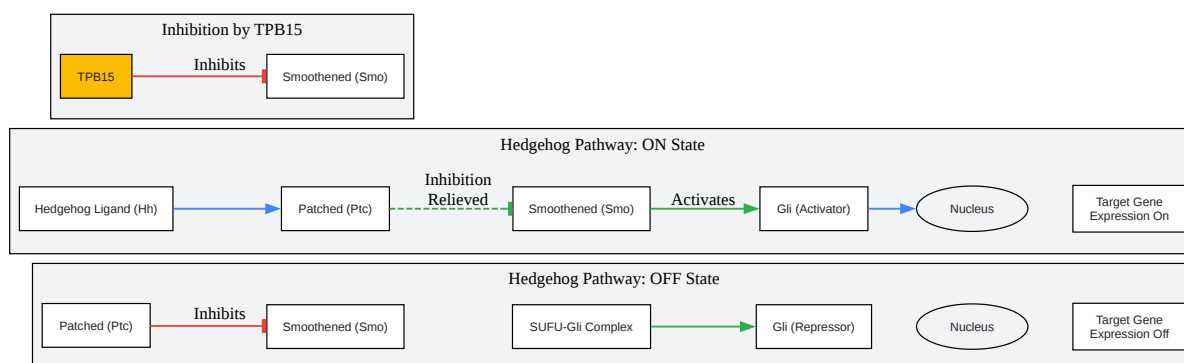 Inhibition by TPB15
TPB15
Inhibits
Smoothened (Smo)
Hedgehog Pathway: ON State
Hedgehog Ligand (Hh)
Patched (Ptc)
Inhibition
Relieved
Smoothened (Smo)
Activates
Gli (Activator)
Nucleus
Target Gene
Expression On
Hedgehog Pathway: OFF State
Patched (Ptc)
Inhibits
Smoothened (Smo)
SUFU-Gli Complex
Gli (Repressor)
Nucleus
Target Gene
Expression Off